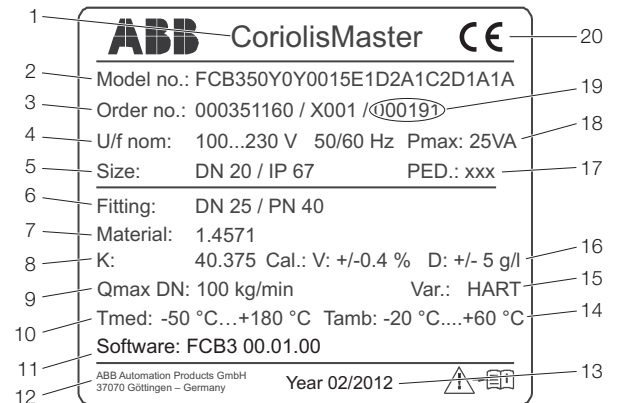 ABB CoriolisMaster CE
Model no.: FCB350Y0Y0015E1D2A1C2D1A1A
Order no.: 000351160 / X001 / 000191
U/f nom: 100...230 V 50/60 Hz Pmax: 25VA
Size: DN 20 / IP 67 PED.: xxx
Fitting: DN 25 / PN 40
Material: 1.4571
K: 40.375 Cal.: V: +/-0.4 % D: +/- 5 g/l
Qmax DN: 100 kg/min Var.: HART
Tmed: -50 °C…+180 °C Tamb: -20 °C....+60 °C
Software: FCB3 00.01.00
ABB Automation Products GmbH
37070 Göttingen – Germany
Year 02/2012
1
2
3
4
5
6
7
8
9
10
11
12
13
14
15
16
17
18
19
20